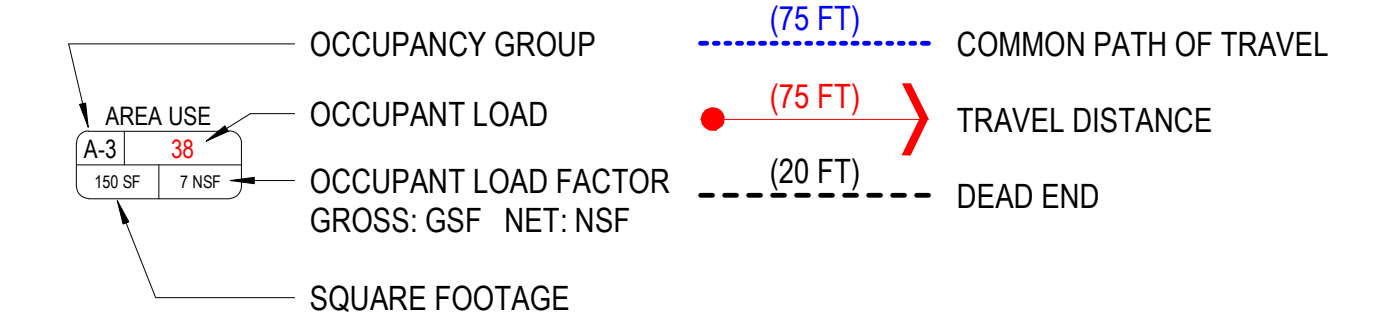 OCCUPANCY GROUP
AREA USE
A-3
38
150 SF
7 NSF
OCCUPANT LOAD
OCCUPANT LOAD FACTOR
GROSS: GSF NET: NSF
SQUARE FOOTAGE
(75 FT)
COMMON PATH OF TRAVEL
(75 FT)
TRAVEL DISTANCE
(20 FT)
DEAD END